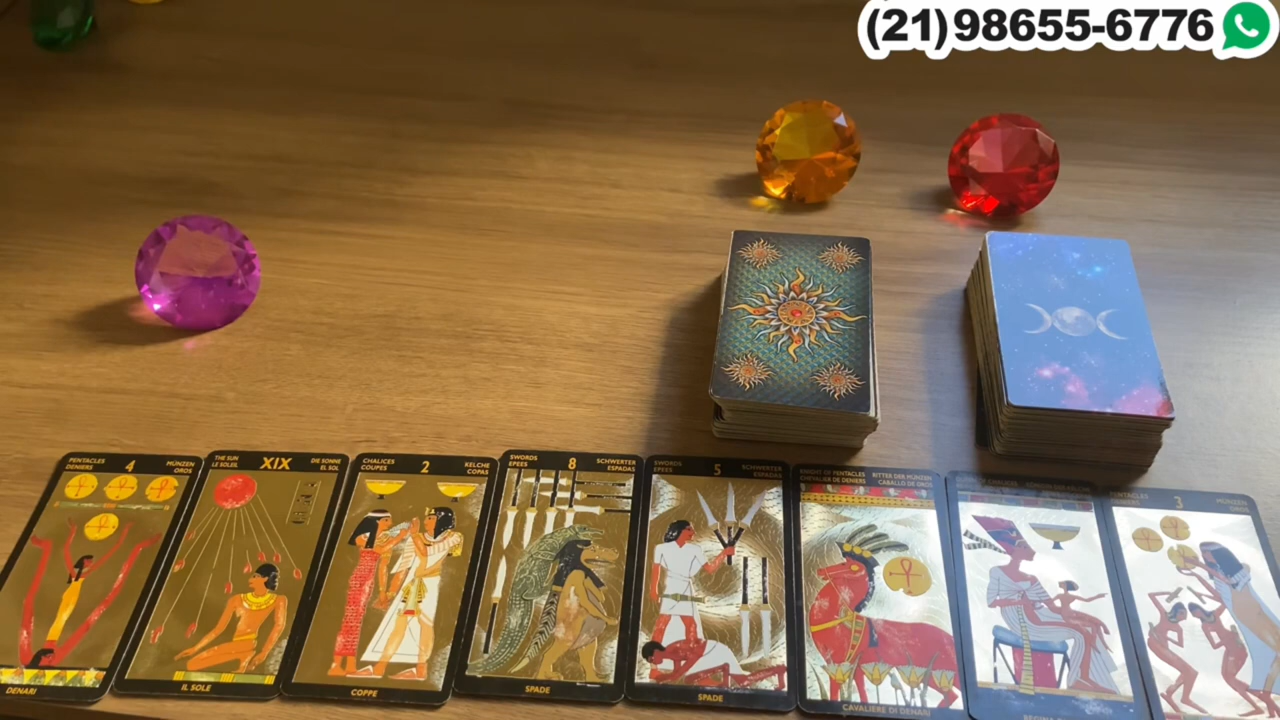 (21)98655-6776
PENTACLES
DENIERS
4
MÜNZEN
OROS
DENARI
THE SUN
LE SOLEIL
XIX
DIE SONNE
EL SOL
IL SOLE
CHALICES
COUPES
2
KELCHE
COPAS
COPPE
SWORDS
EPEES
8
SCHWERTER
ESPADAS
SPADE
SWORDS
EPEES
5
SCHWERTER
ESPADAS
SPADE
KNIGHT OF PENTACLES
CHEVALIER DE DENIERS
RITTER DER MÜNZEN
CABALLO DE OROS
CAVALIERE DI DENARI
PENTACLES
DENIERS
3
MÜNZEN
OROS